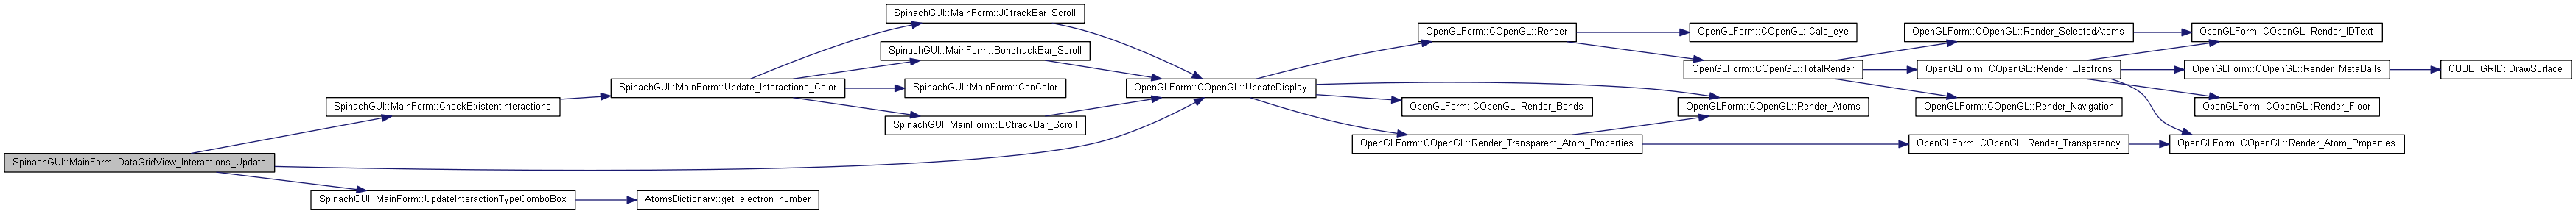 SpinachGUI::MainForm::DataGridView_Interactions_Update
SpinachGUI::MainForm::CheckExistentInteractions
SpinachGUI::MainForm::UpdateInteractionTypeComboBox
SpinachGUI::MainForm::Update_Interactions_Color
AtomsDictionary::get_electron_number
SpinachGUI::MainForm::JCtrackBar_Scroll
SpinachGUI::MainForm::BondtrackBar_Scroll
SpinachGUI::MainForm::ConColor
SpinachGUI::MainForm::ECtrackBar_Scroll
OpenGLForm::COpenGL::UpdateDisplay
OpenGLForm::COpenGL::Render
OpenGLForm::COpenGL::Render_Bonds
OpenGLForm::COpenGL::Render_Transparent_Atom_Properties
OpenGLForm::COpenGL::Calc_eye
OpenGLForm::COpenGL::TotalRender
OpenGLForm::COpenGL::Render_Atoms
OpenGLForm::COpenGL::Render_SelectedAtoms
OpenGLForm::COpenGL::Render_Electrons
OpenGLForm::COpenGL::Render_Navigation
OpenGLForm::COpenGL::Render_Transparency
OpenGLForm::COpenGL::Render_IDText
OpenGLForm::COpenGL::Render_MetaBalls
OpenGLForm::COpenGL::Render_Floor
OpenGLForm::COpenGL::Render_Atom_Properties
CUBE_GRID::DrawSurface